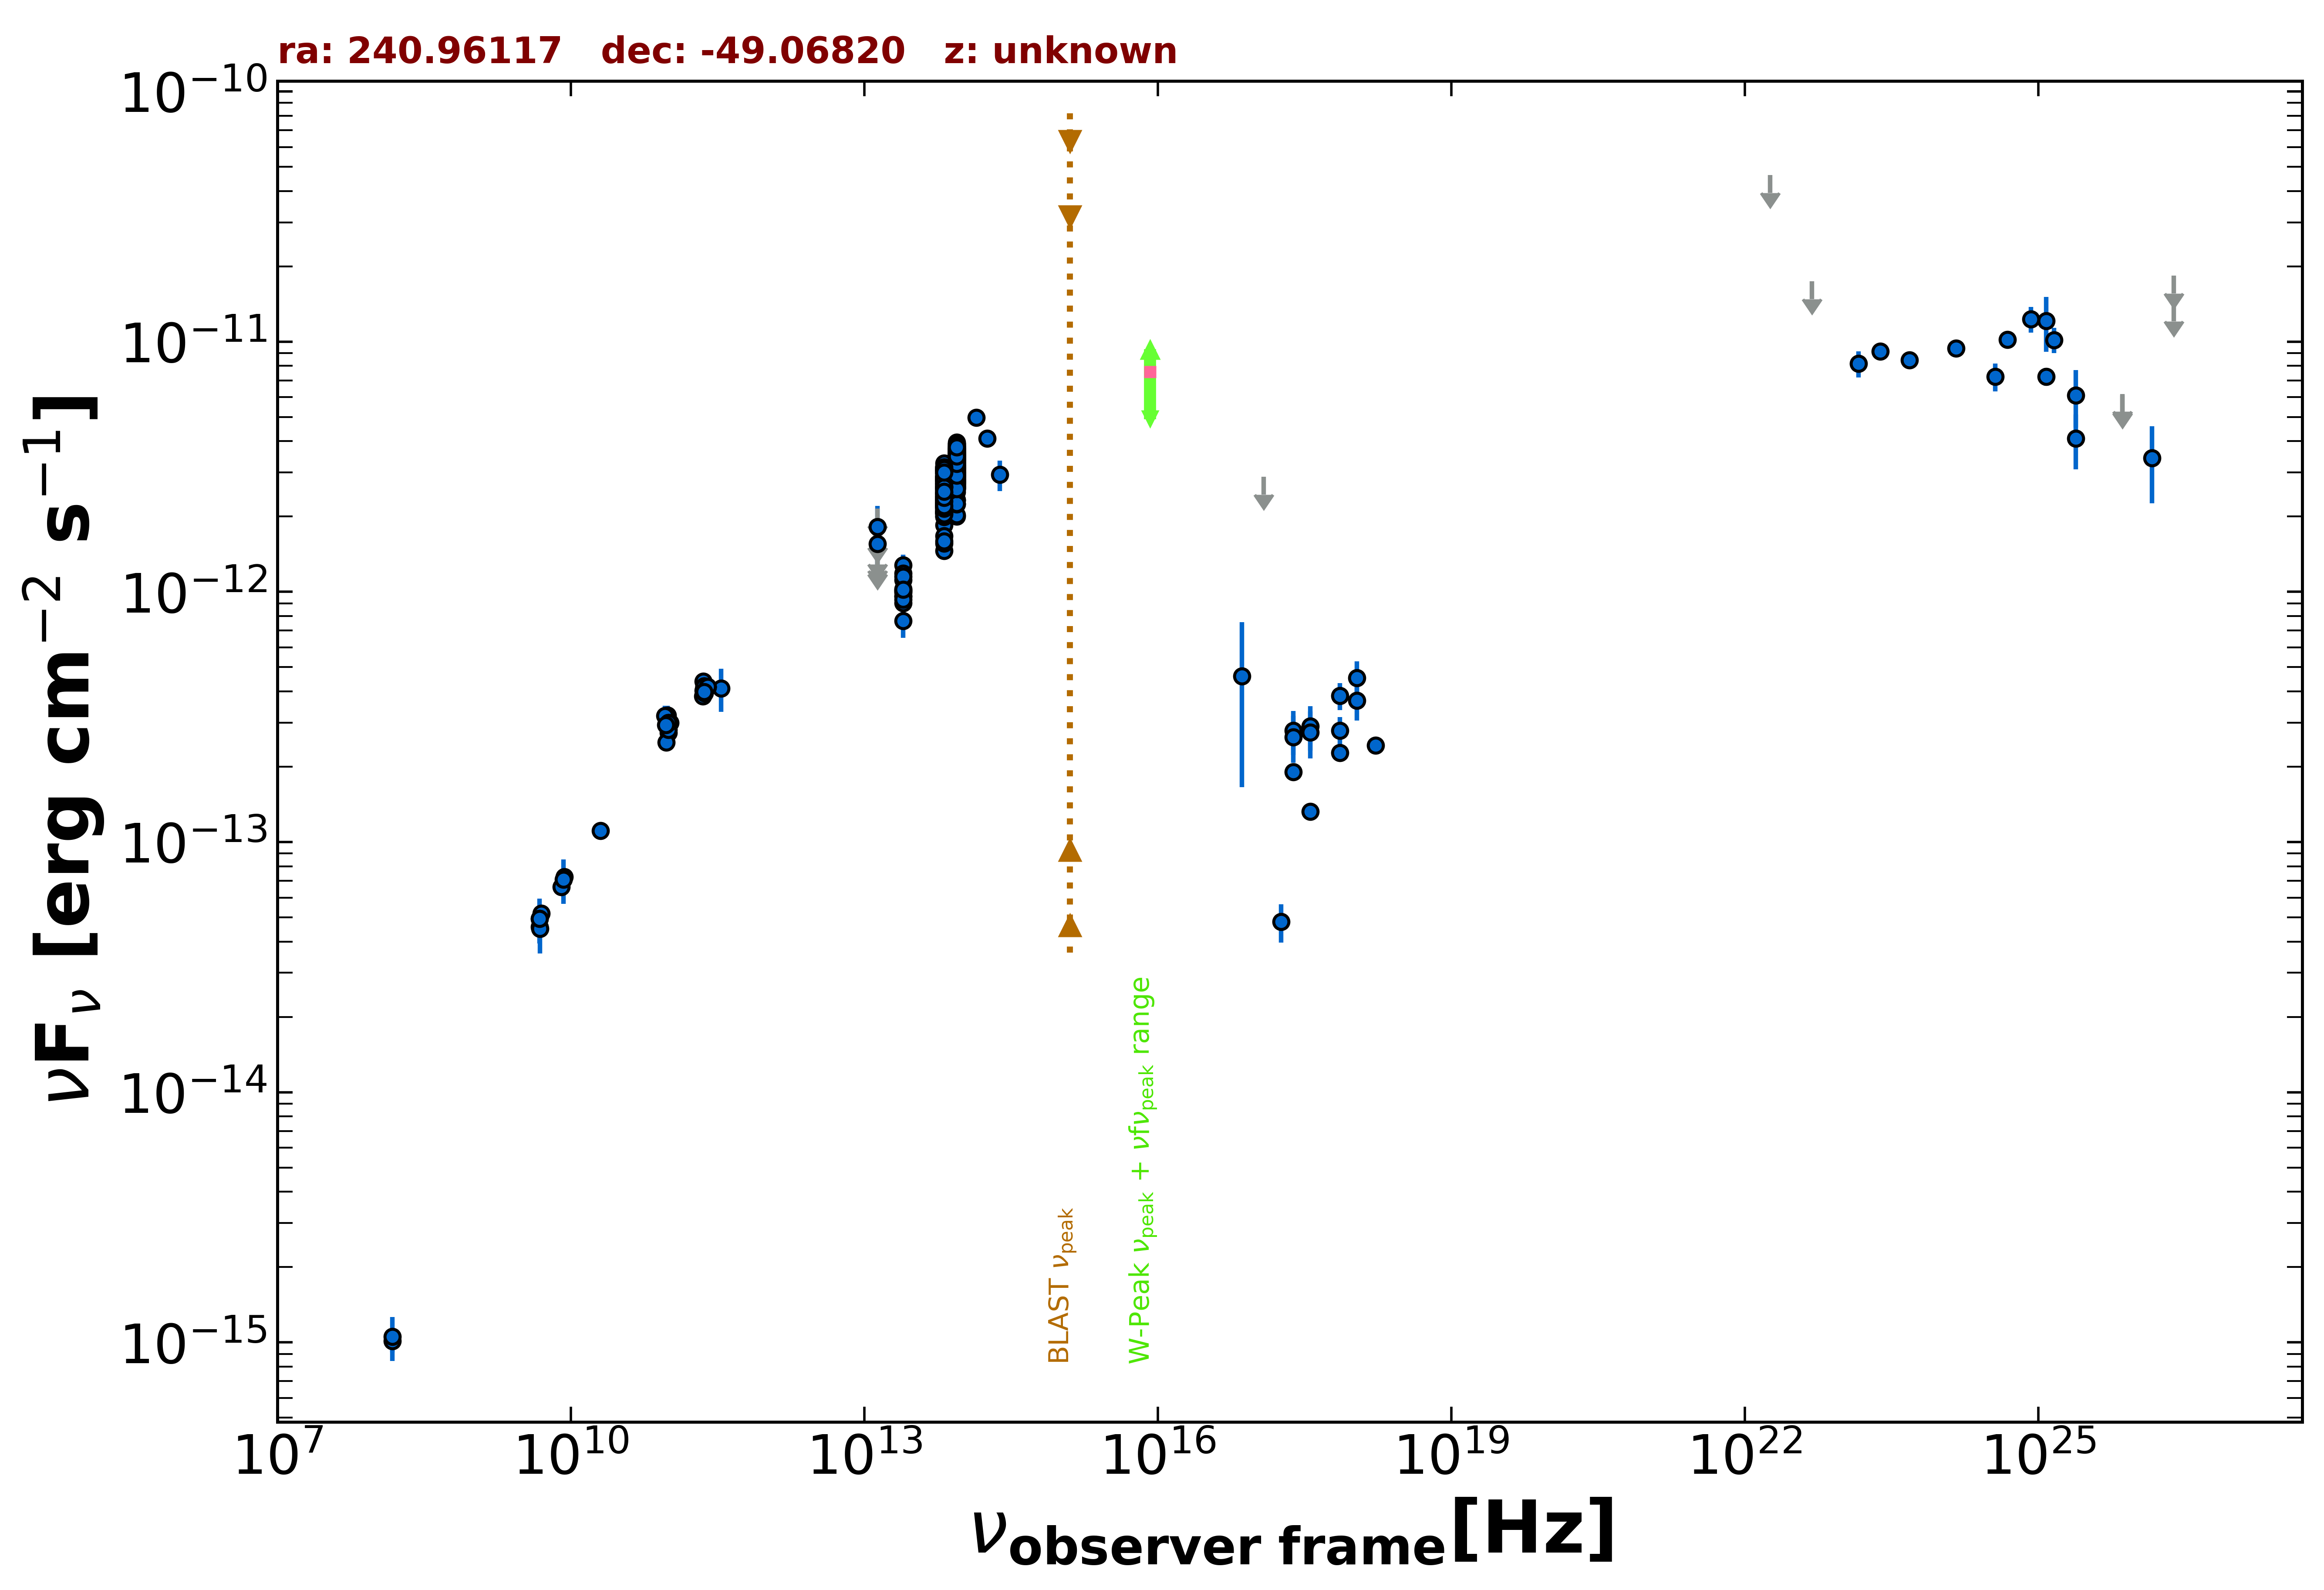 ra: 240.96117   dec: -49.06820   z: unknown
νFν [erg cm−2 s−1]
10−10
10−11
10−12
10−13
10−14
10−15
BLAST νpeak
W-Peak νpeak + νfνpeak range
107
1010
1013
1016
1019
1022
1025
νobserver frame[Hz]